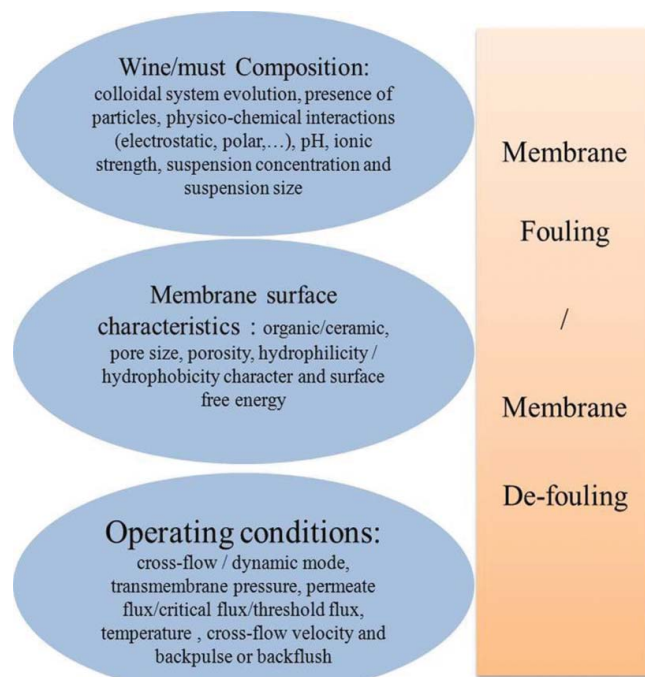 Wine/must Composition:
colloidal system evolution, presence of
particles, physico-chemical interactions
(electrostatic, polar,...), pH, ionic
strength, suspension concentration and
suspension size
Membrane surface
characteristics : organic/ceramic,
pore size, porosity, hydrophilicity /
hydrophobicity character and surface
free energy
Operating conditions:
cross-flow / dynamic mode,
transmembrane pressure, permeate
flux/critical flux/threshold flux,
temperature , cross-flow velocity and
backpulse or backflush
Membrane
Fouling
/
Membrane
De-fouling